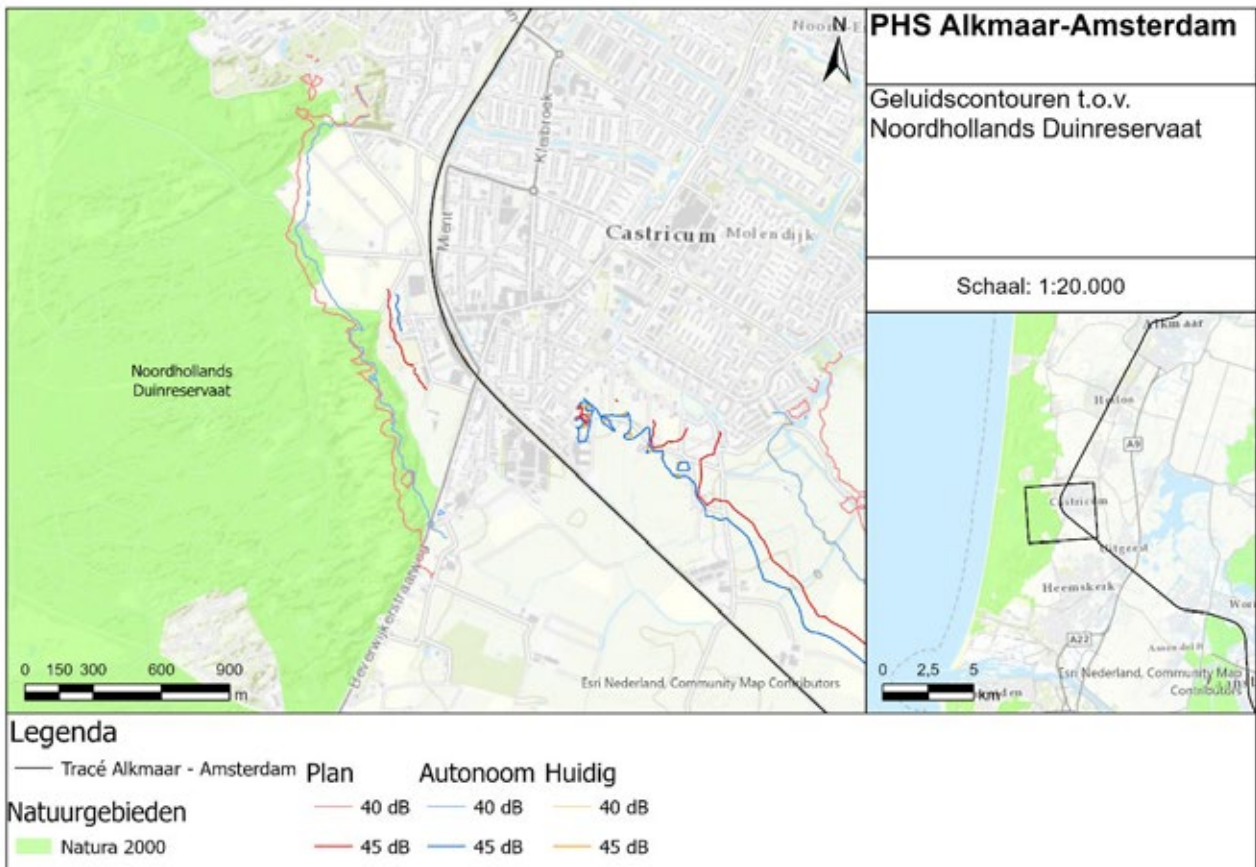 PHS Alkmaar-Amsterdam
Geluidscontouren t.o.v.
Noordhollands Duinreservaat
Schaal: 1:20.000
N
Kleibroek
Mient
Castricum
Molendijk
Noordhollands
Duinreservaat
Beverwijkerstraatweg
0 150 300 600 900
m
Esri Nederland, Community Map Contributors
Alkmaar
Heiloo
A9
Castricum
Uitgeest
Heemskerk
A22
Assendelft
0 2,5 5
km
Esri Nederland, Community Map
Contributors
Legenda
Tracé Alkmaar - Amsterdam
Natuurgebieden
Natura 2000
Plan Autonoom Huidig
40 dB 40 dB 40 dB
45 dB 45 dB 45 dB